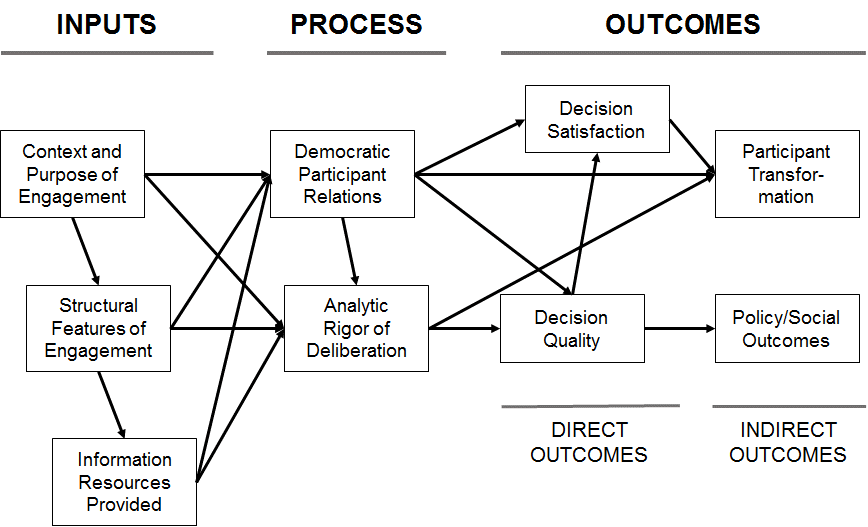 INPUTS
PROCESS
OUTCOMES
Context and
Purpose of
Engagement
Structural
Features of
Engagement
Information
Resources
Provided
Democratic
Participant
Relations
Analytic
Rigor of
Deliberation
Decision
Satisfaction
Decision
Quality
Participant
Transfor-
mation
Policy/Social
Outcomes
DIRECT
OUTCOMES
INDIRECT
OUTCOMES